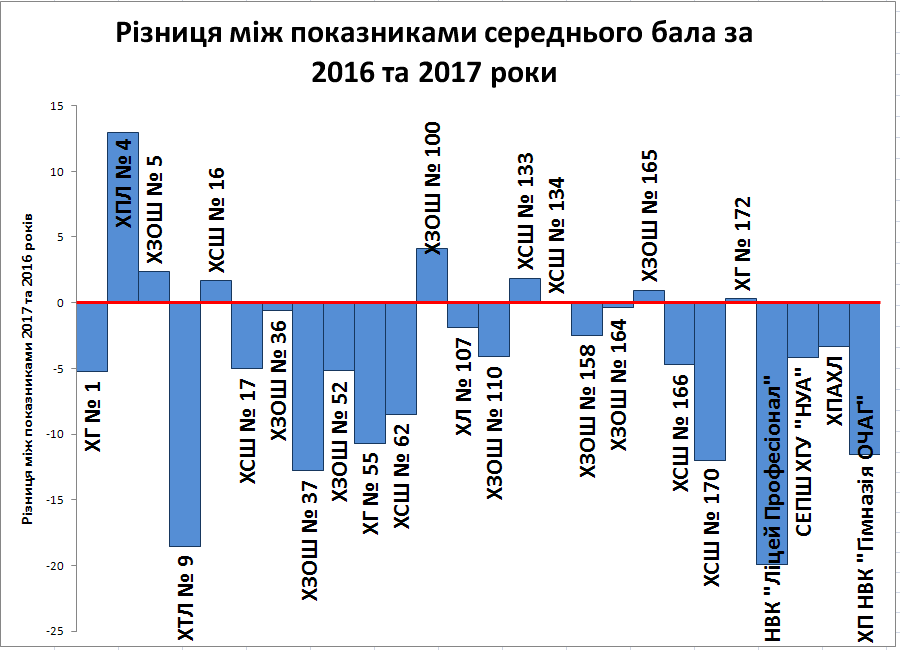 Різниця між показниками середнього бала за
2016 та 2017 роки
Різниця між показниками 2017 та 2016 років
15
10
5
0
-5
-10
-15
-20
-25
ХГ № 1
ХПЛ № 4
ХЗОШ № 5
ХТЛ № 9
ХСШ № 16
ХСШ № 17
ХЗОШ № 36
ХЗОШ № 37
ХЗОШ № 52
ХГ № 55
ХСШ № 62
ХЗОШ № 100
ХЛ № 107
ХЗОШ № 110
ХСШ № 133
ХСШ № 134
ХЗОШ № 158
ХЗОШ № 164
ХЗОШ № 165
ХСШ № 166
ХСШ № 170
ХГ № 172
НВК "Ліцей Професіонал"
СЕПШ ХГУ "НУА"
ХПАХЛ
ХП НВК "Гімназія ОЧАГ"